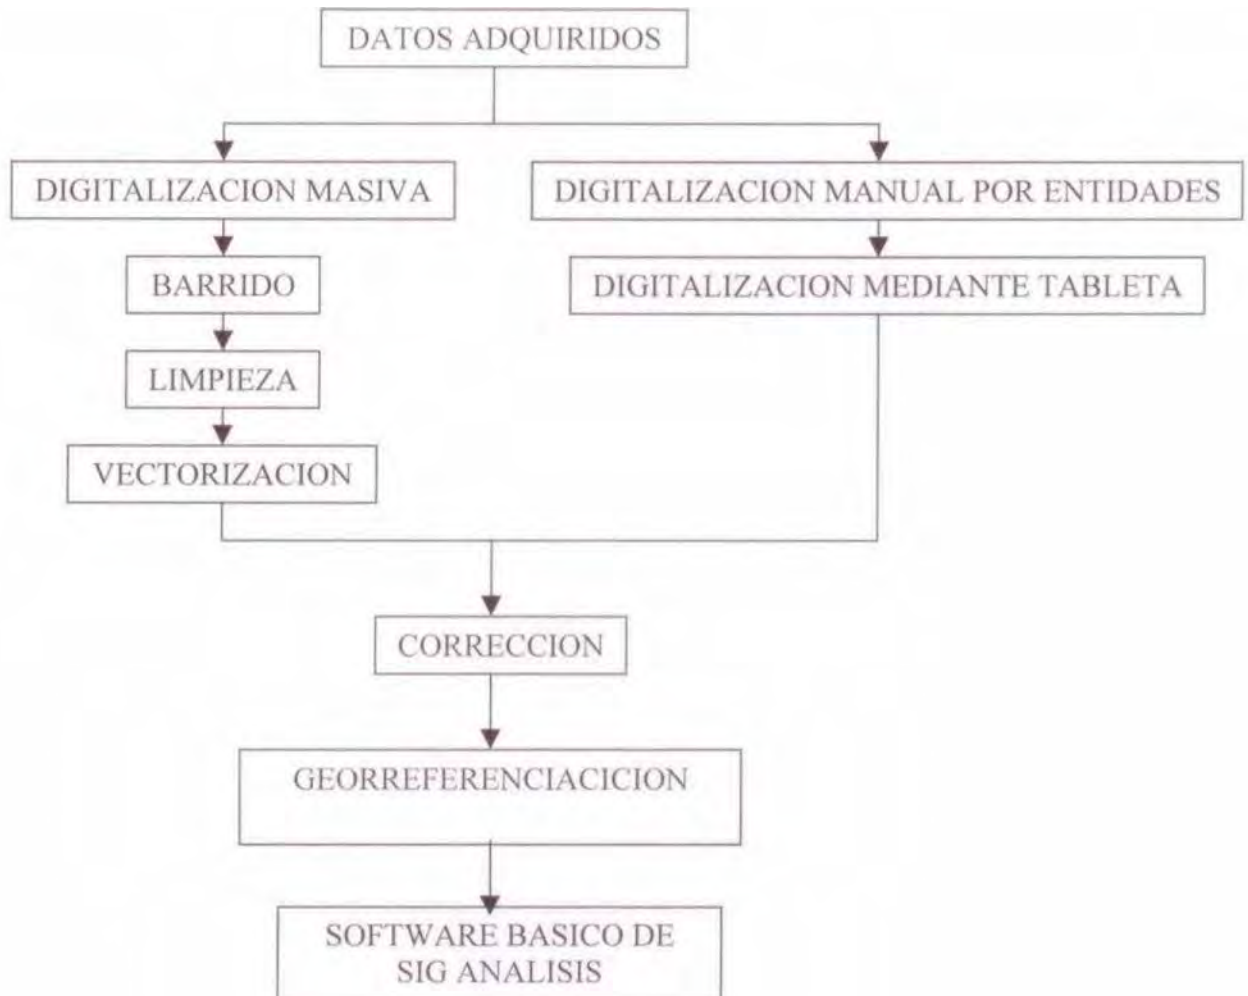 DATOS ADQUIRIDOS
DIGITALIZACION MASIVA
DIGITALIZACION MANUAL POR ENTIDADES
BARRIDO
DIGITALIZACION MEDIANTE TABLETA
LIMPIEZA
VECTORIZACION
CORRECCION
GEORREFERENCIACICION
SOFTWARE BASICO DE
SIG ANALISIS